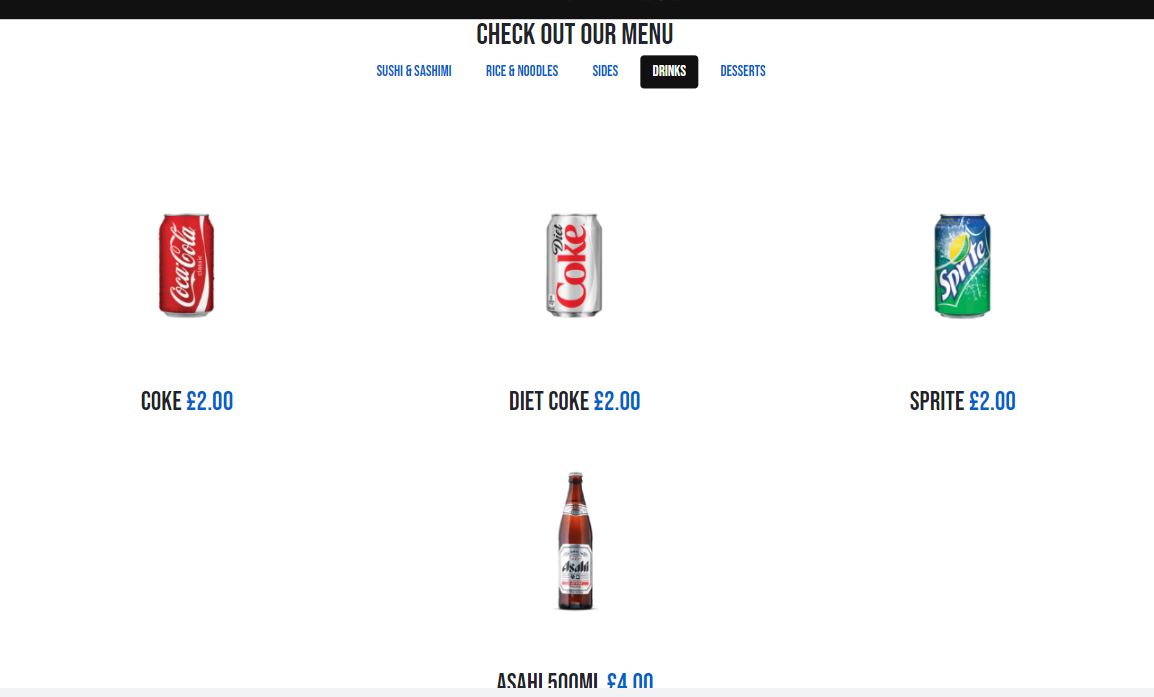 CHECK OUT OUR MENU
SUSHI & SASHIMI RICE & NOODLES SIDES DRINKS DESSERTS
Coca-Cola classic
Diet Coke
Sprite
COKE £2.00 DIET COKE £2.00 SPRITE £2.00
Asahi
ASAHI 500ML £4.00